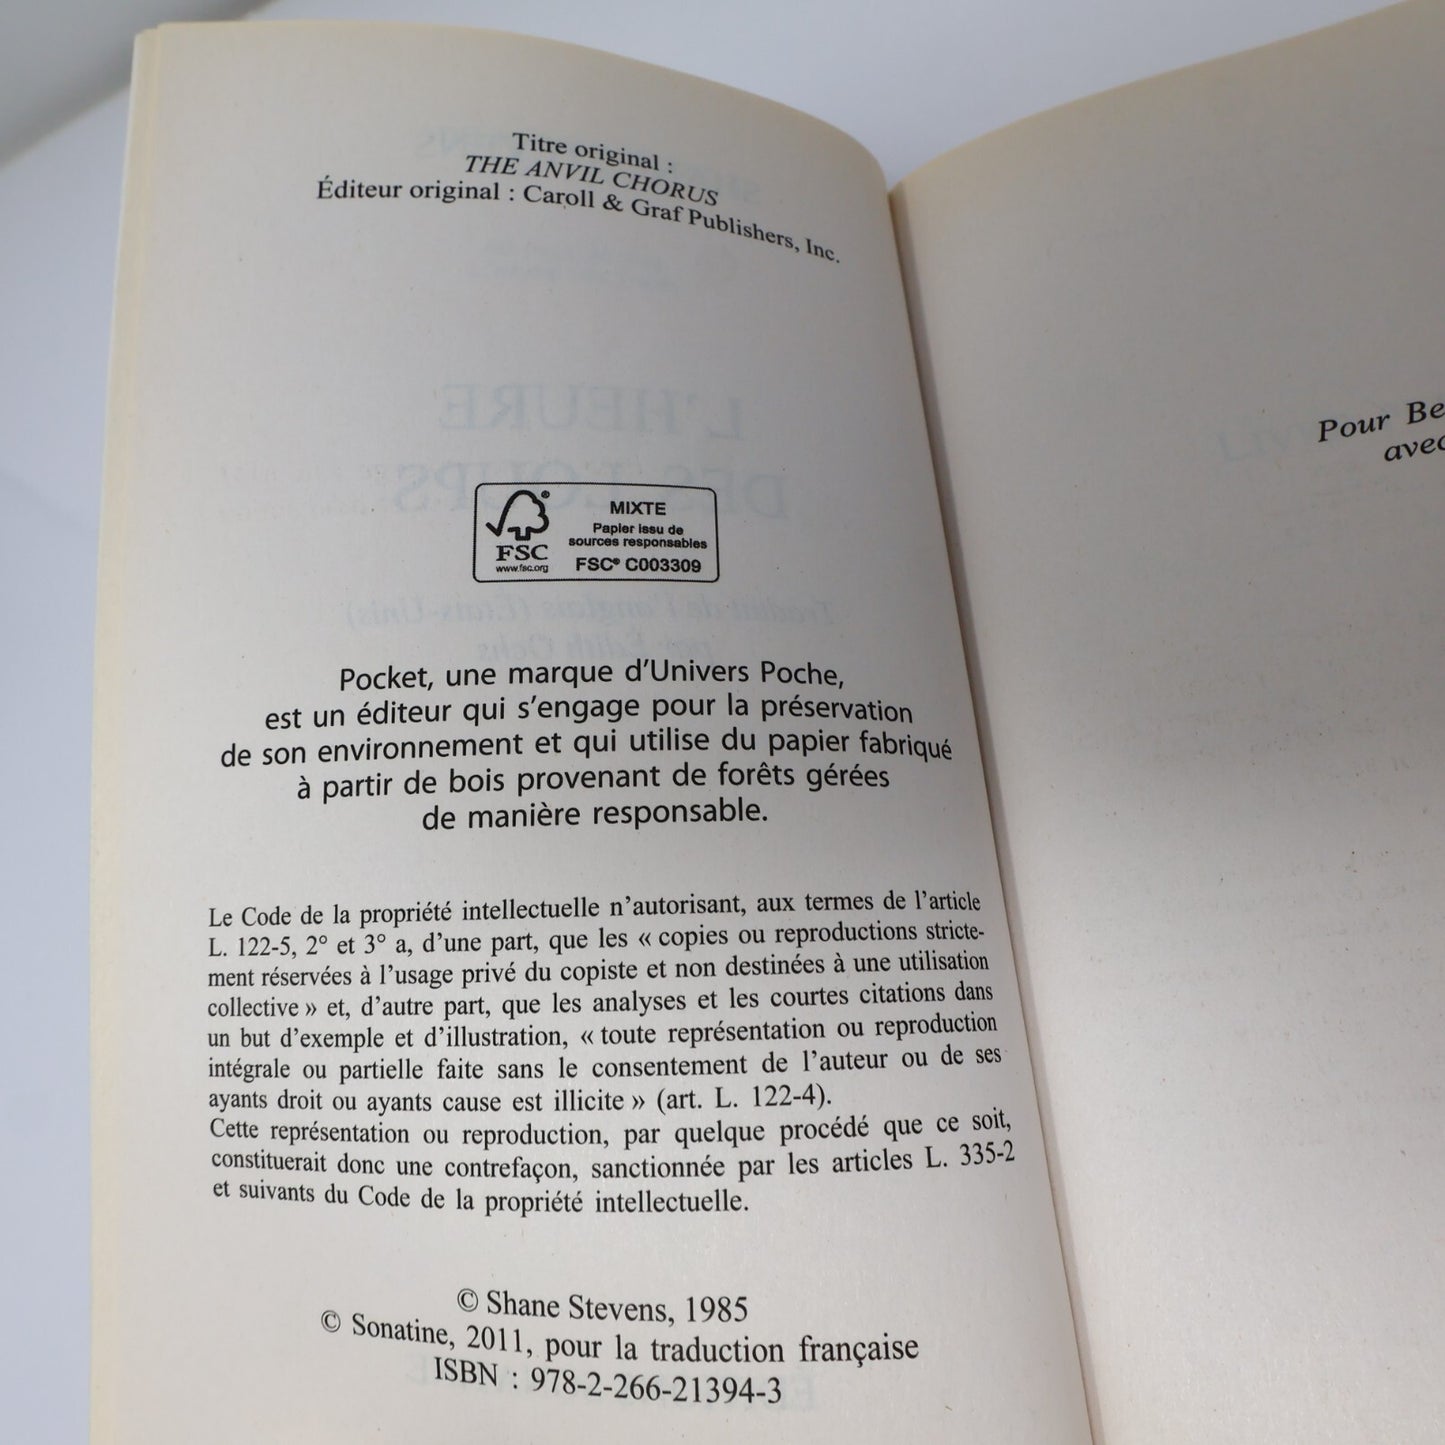 Titre original :
THE ANVIL CHORUS
Éditeur original : Caroll & Graf Publishers, Inc.
MIXTE
Papier issu de
sources responsables
FSC® C003309
FSC
www.fsc.org
Pocket, une marque d’Univers Poche,
est un éditeur qui s’engage pour la préservation
de son environnement et qui utilise du papier fabriqué
à partir de bois provenant de forêts gérées
de manière responsable.
Le Code de la propriété intellectuelle n’autorisant, aux termes de l’article
L. 122-5, 2° et 3° a, d’une part, que les « copies ou reproductions stricte-
ment réservées à l’usage privé du copiste et non destinées à une utilisation
collective » et, d’autre part, que les analyses et les courtes citations dans
un but d’exemple et d’illustration, « toute représentation ou reproduction
intégrale ou partielle faite sans le consentement de l’auteur ou de ses
ayants droit ou ayants cause est illicite » (art. L. 122-4).
Cette représentation ou reproduction, par quelque procédé que ce soit,
constituerait donc une contrefaçon, sanctionnée par les articles L. 335-2
et suivants du Code de la propriété intellectuelle.
© Shane Stevens, 1985
© Sonatine, 2011, pour la traduction française
ISBN : 978-2-266-21394-3
Pour Be
avec